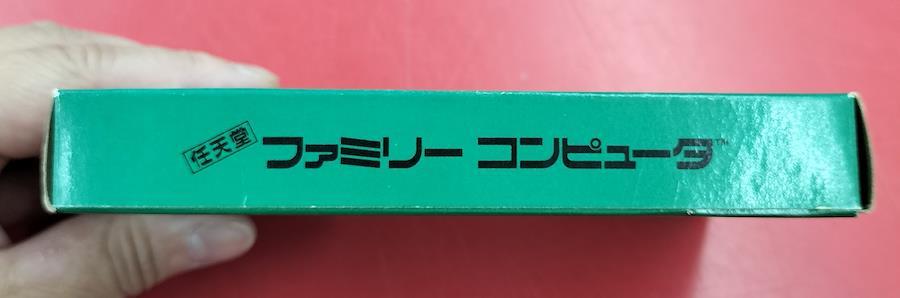 任天堂 ファミリー コンピュータ™